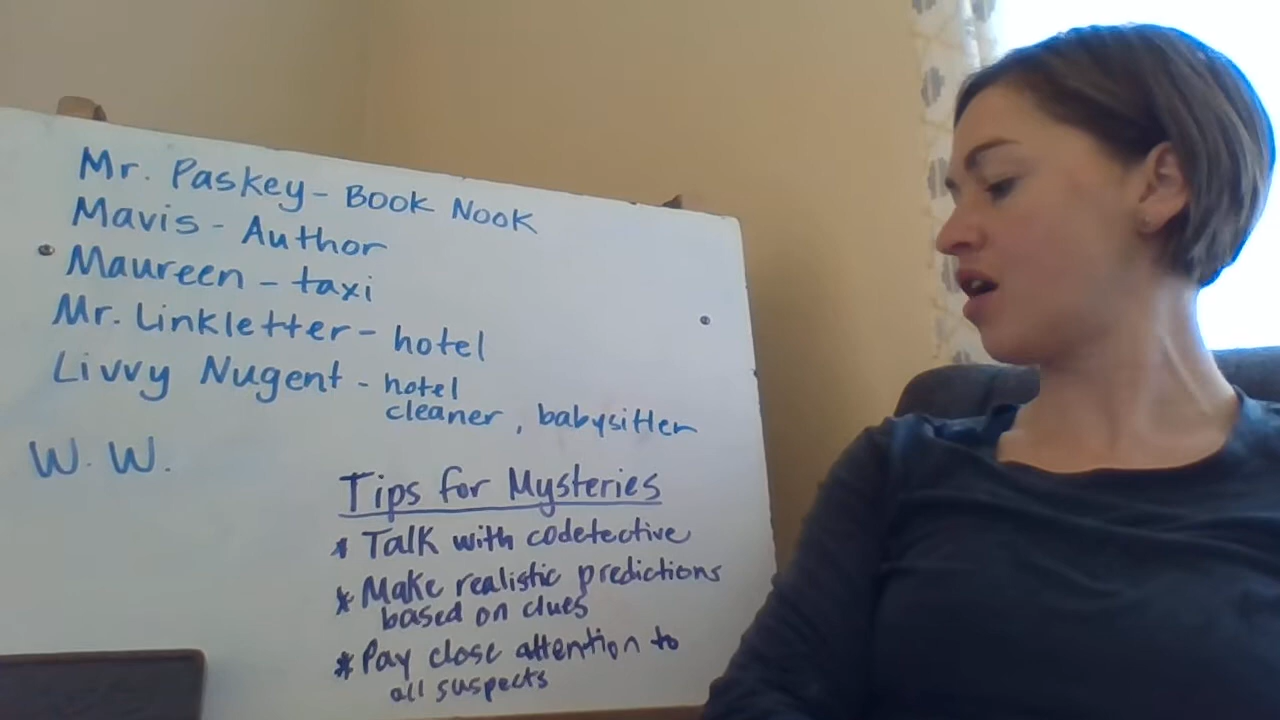 Mr. Paskey - Book Nook
Mavis - Author
Maureen - taxi
Mr. Linkletter - hotel
Livvy Nugent - hotel
cleaner, babysitter
W. W.
Tips for Mysteries
* Talk with codetective
* Make realistic predictions
based on clues
* Pay close attention to
all suspects